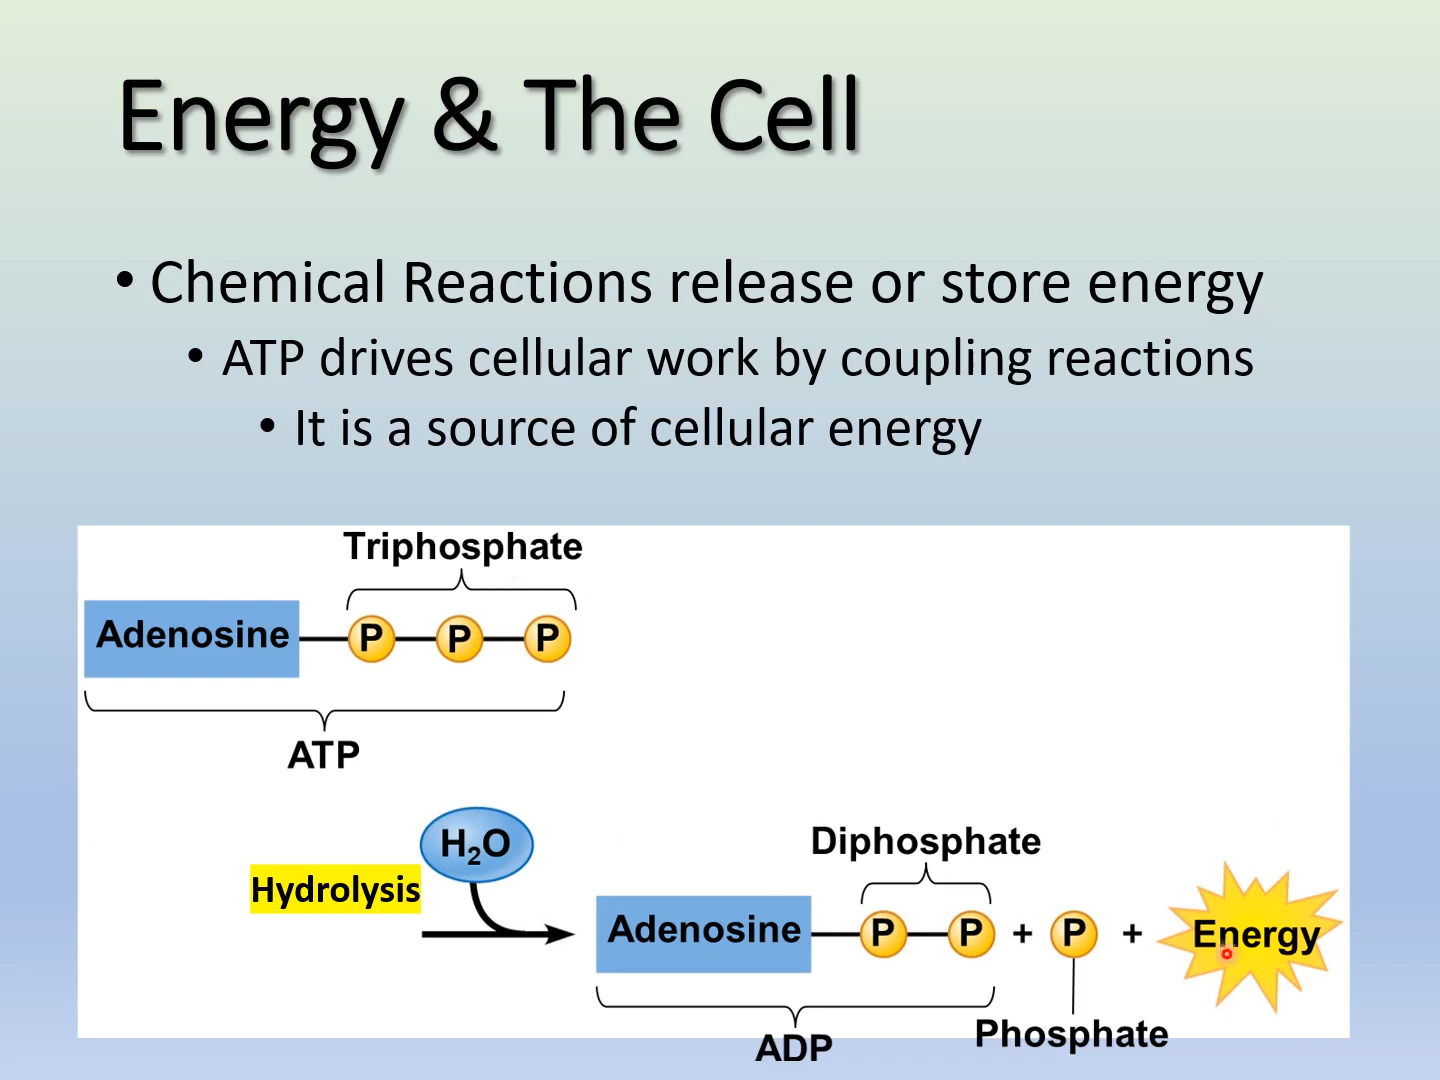 Energy & The Cell
• Chemical Reactions release or store energy
• ATP drives cellular work by coupling reactions
• It is a source of cellular energy
Triphosphate
Adenosine P P P
ATP
H₂O
Hydrolysis
Diphosphate
Adenosine P P + P + Energy
Phosphate
ADP